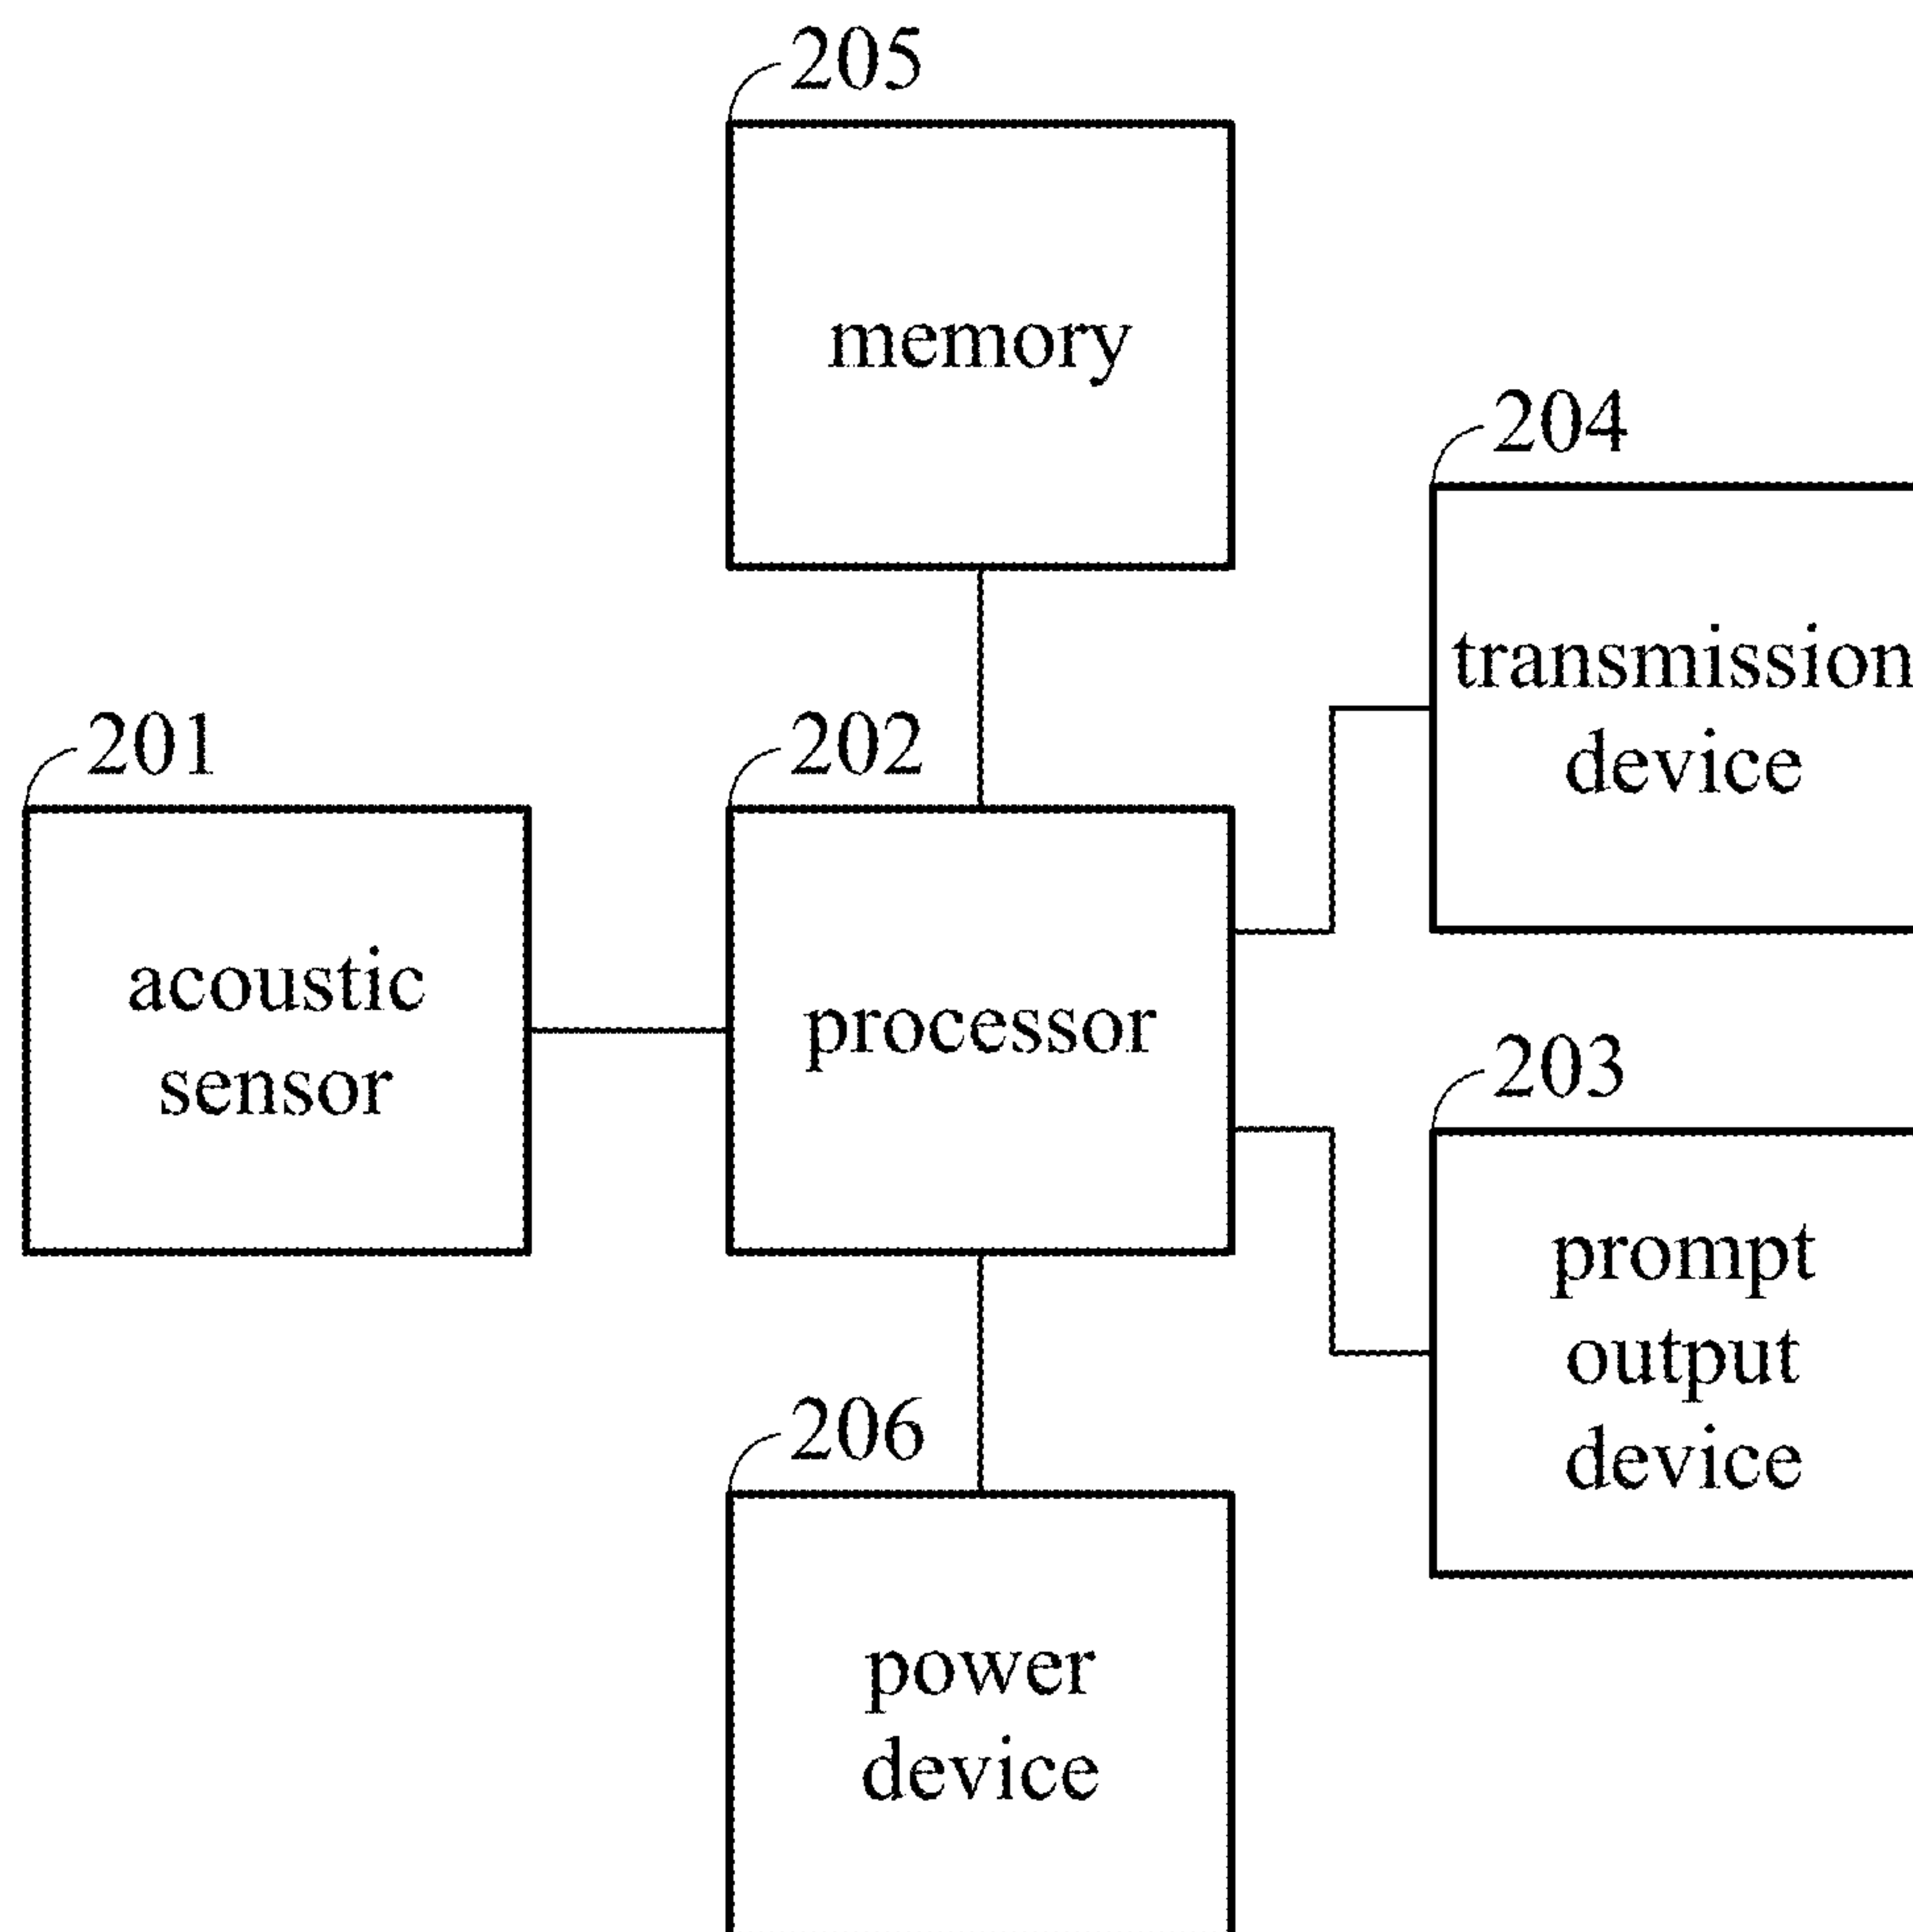 205
memory
204
transmission
device
201
acoustic
sensor
202
processor
203
prompt
output
device
206
power
device